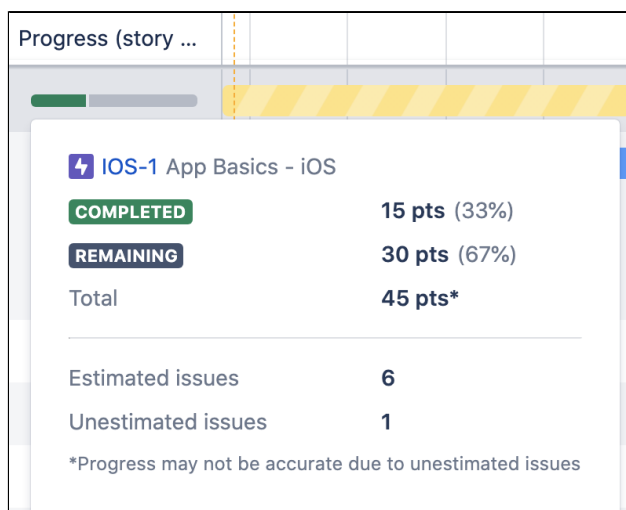 Progress (story ...
IOS-1 App Basics - iOS
COMPLETED 15 pts (33%)
REMAINING 30 pts (67%)
Total 45 pts*
Estimated issues 6
Unestimated issues 1
*Progress may not be accurate due to unestimated issues